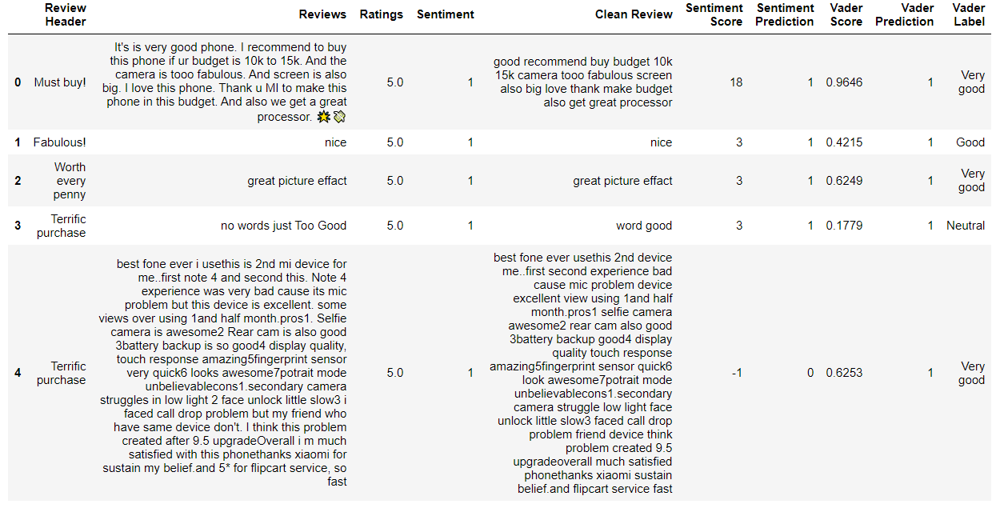 Review Header Reviews Ratings Sentiment Clean Review Sentiment Score Sentiment Prediction Vader Score Vader Prediction Vader Label
0 Must buy!
It's is very good phone. I recommend to buy
this phone if ur budget is 10k to 15k. And the
camera is tooo fabulous. And screen is also
big. I love this phone. Thank u MI to make this
phone in this budget. And also we get a great
processor.
5.0 1
good recommend buy budget 10k
15k camera tooo fabulous screen
also big love thank make budget
also get great processor
18 1 0.9646 1 Very good
1 Fabulous! nice 5.0 1 nice 3 1 0.4215 1 Good
2 Worth every penny great picture effact 5.0 1 great picture effact 3 1 0.6249 1 Very good
3 Terrific purchase no words just Too Good 5.0 1 word good 3 1 0.1779 1 Neutral
4 Terrific purchase
best fone ever i usethis is 2nd mi device for
me..first note 4 and second this. Note 4
experience was very bad cause its mic
problem but this device is excellent. some
views over using 1and half month.pros1. Selfie
camera is awesome2 Rear cam is also good
3battery backup is so good4 display quality,
touch response amazing5fingerprint sensor
very quick6 looks awesome7potrait mode
unbelievablecons1.secondary camera
struggles in low light 2 face unlock little slow3 i
faced call drop problem but my friend who
have same device don't. I think this problem
created after 9.5 upgradeOverall i m much
satisfied with this phonethanks xiaomi for
sustain my belief.and 5* for flipcart service, so
fast
5.0 1
best fone ever usethis 2nd device
me..first second experience bad
cause mic problem device
excellent view using 1and half
month.pros1 selfie camera
awesome2 rear cam also good
3battery backup good4 display
quality touch response
amazing5fingerprint sensor quick6
look awesome7potrait mode
unbelievablecons1.secondary
camera struggle low light face
unlock little slow3 faced call drop
problem friend device think
problem created 9.5
upgradeoverall much satisfied
phonethanks xiaomi sustain
belief.and flipcart service fast
-1 0 0.6253 1 Very good